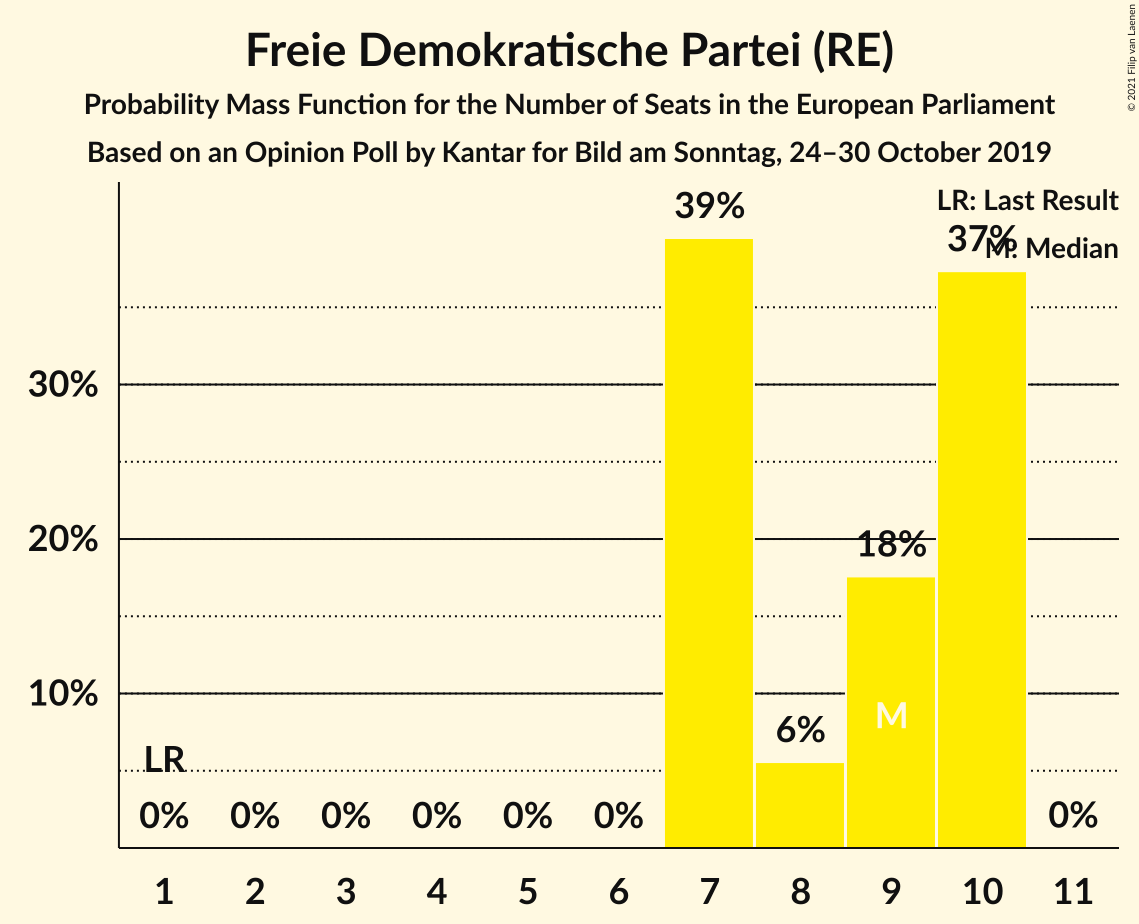 Freie Demokratische Partei (RE)
Probability Mass Function for the Number of Seats in the European Parliament
Based on an Opinion Poll by Kantar for Bild am Sonntag, 24–30 October 2019
© 2021 Filip van Laenen
LR: Last Result
M: Median
39%
37%
30%
20%
18%
10%
M
6%
LR
0% 0% 0% 0% 0% 0% 0%
1 2 3 4 5 6 7 8 9 10 11